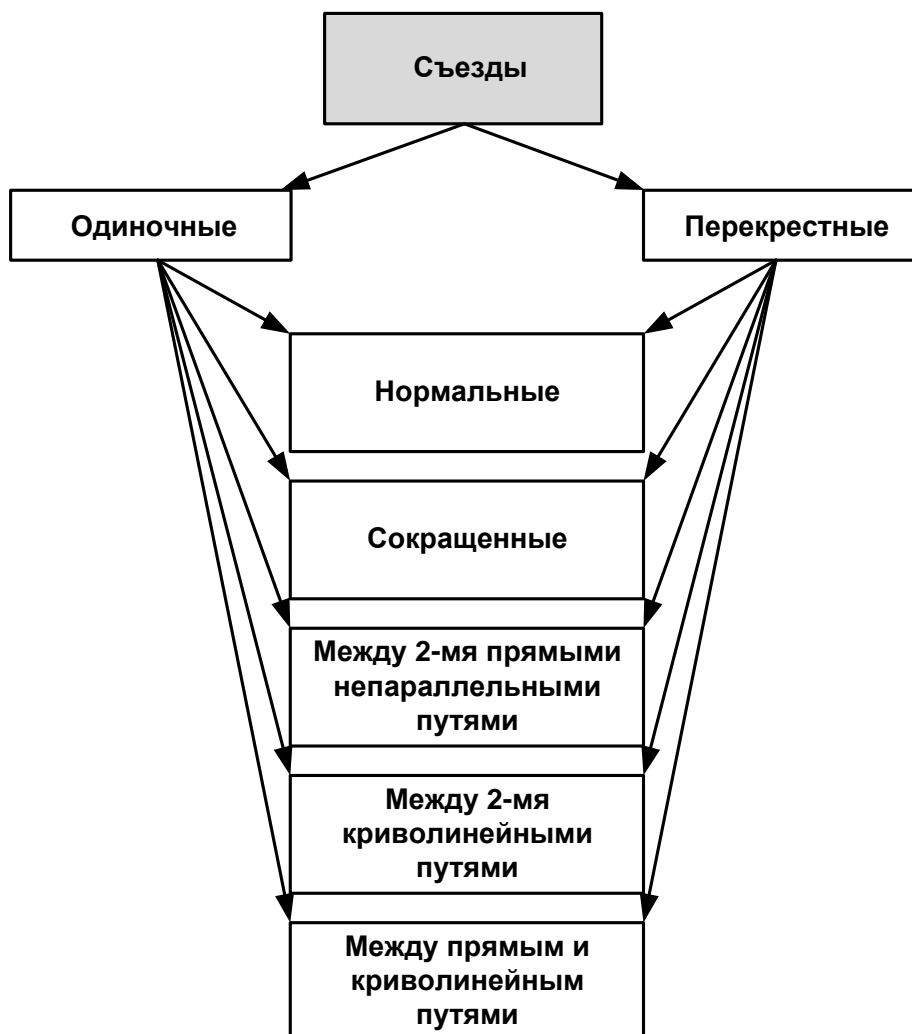 Съезды
Одиночные
Перекрестные
Нормальные
Сокращенные
Между 2-мя прямыми
непараллельными
путями
Между 2-мя
криволинейными
путями
Между прямым и
криволинейным
путями